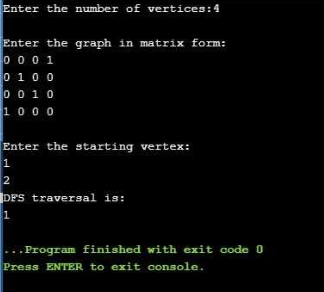 Enter the number of vertices:4
Enter the graph in matrix form:
0 0 0 1
0 1 0 0
0 0 1 0
1 0 0 0
Enter the starting vertex:
1
2
DFS traversal is:
1
...Program finished with exit code 0
Press ENTER to exit console.